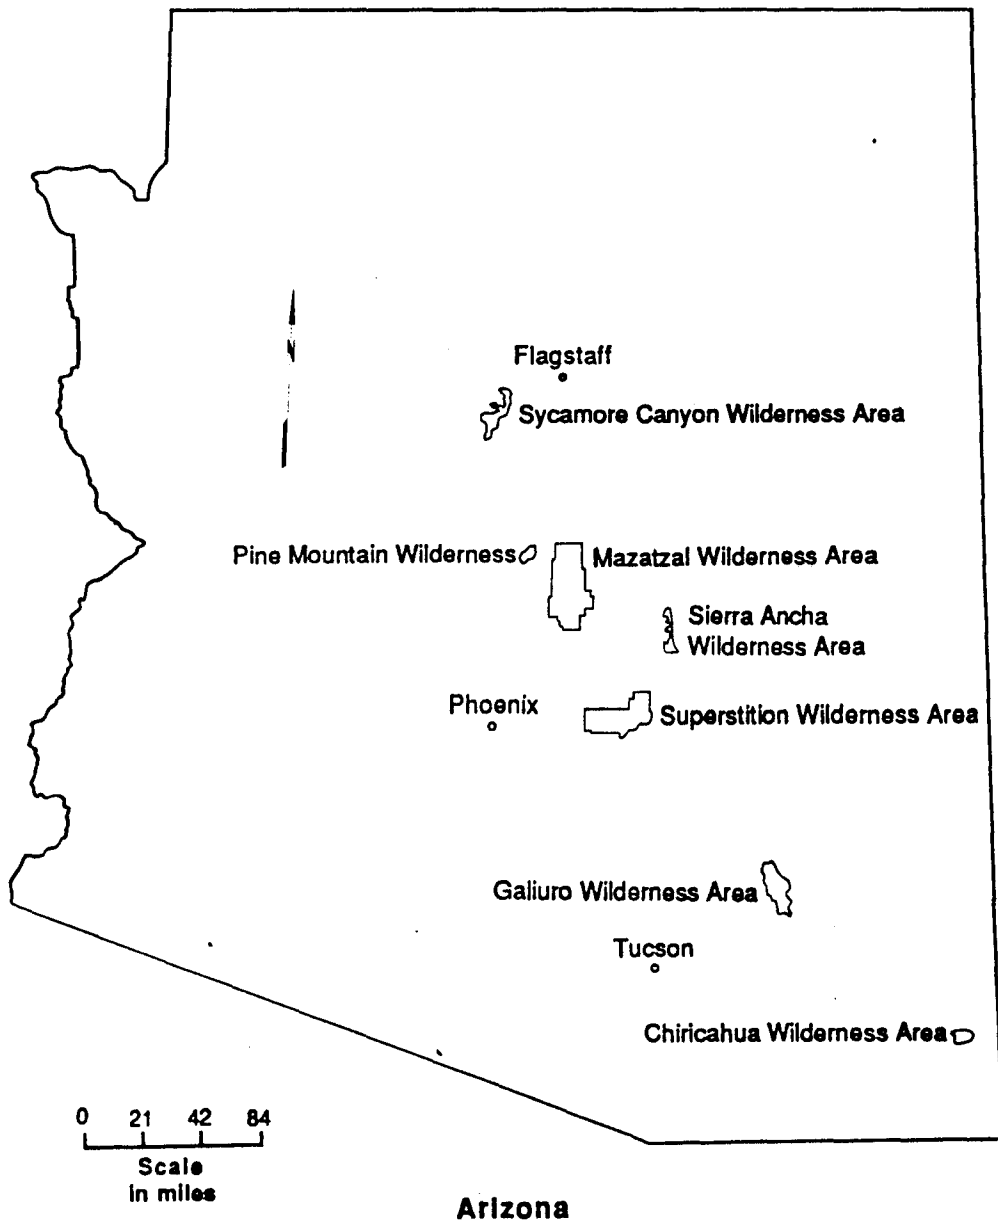 Flagstaff
Sycamore Canyon Wilderness Area
Pine Mountain Wilderness
Mazatzal Wilderness Area
Sierra Ancha
Wilderness Area
Phoenix
Superstition Wilderness Area
Galiuro Wilderness Area
Tucson
Chiricahua Wilderness Area
0 21 42 84
Scale
in miles
Arizona